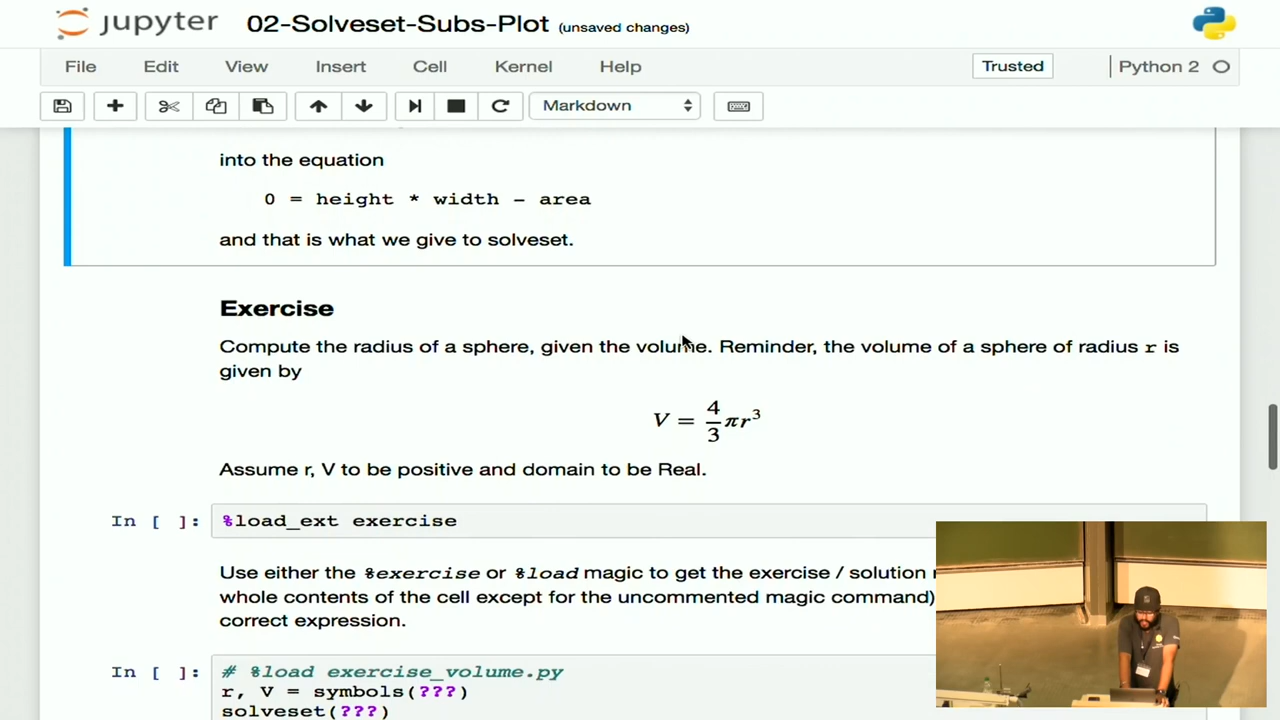 jupyter 02-Solveset-Subs-Plot (unsaved changes)
File Edit View Insert Cell Kernel Help Trusted Python 2
Markdown
into the equation
0 = height * width - area
and that is what we give to solveset.
Exercise
Compute the radius of a sphere, given the volume. Reminder, the volume of a sphere of radius r is
given by
V = 4/3 πr³
Assume r, V to be positive and domain to be Real.
In [ ]: %load_ext exercise
Use either the %exercise or %load magic to get the exercise / solution
whole contents of the cell except for the uncommented magic command)
correct expression.
In [ ]: # %load exercise_volume.py
r, V = symbols(???)
solveset(???)